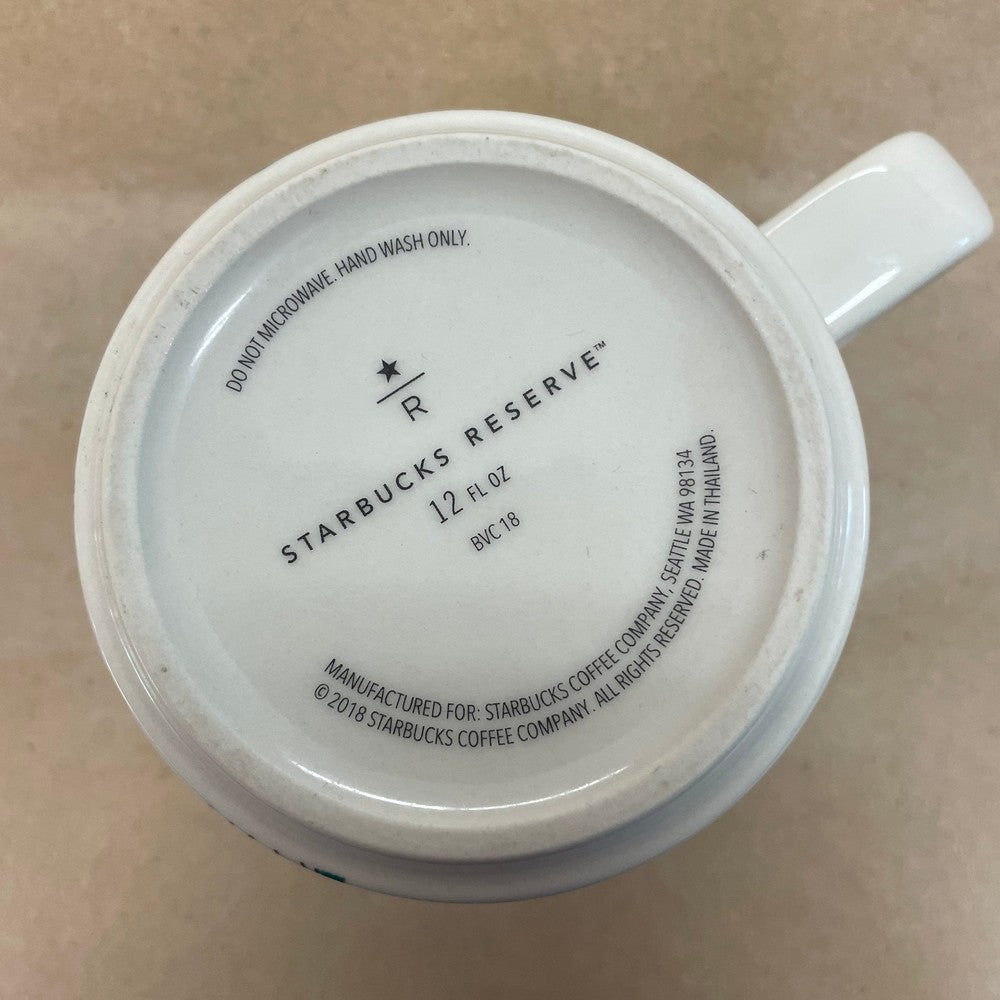 DO NOT MICROWAVE. HAND WASH ONLY.
R
STARBUCKS RESERVE™
12 FL OZ
BVC 18
MANUFACTURED FOR: STARBUCKS COFFEE COMPANY, SEATTLE WA 98134
© 2018 STARBUCKS COFFEE COMPANY. ALL RIGHTS RESERVED. MADE IN THAILAND.